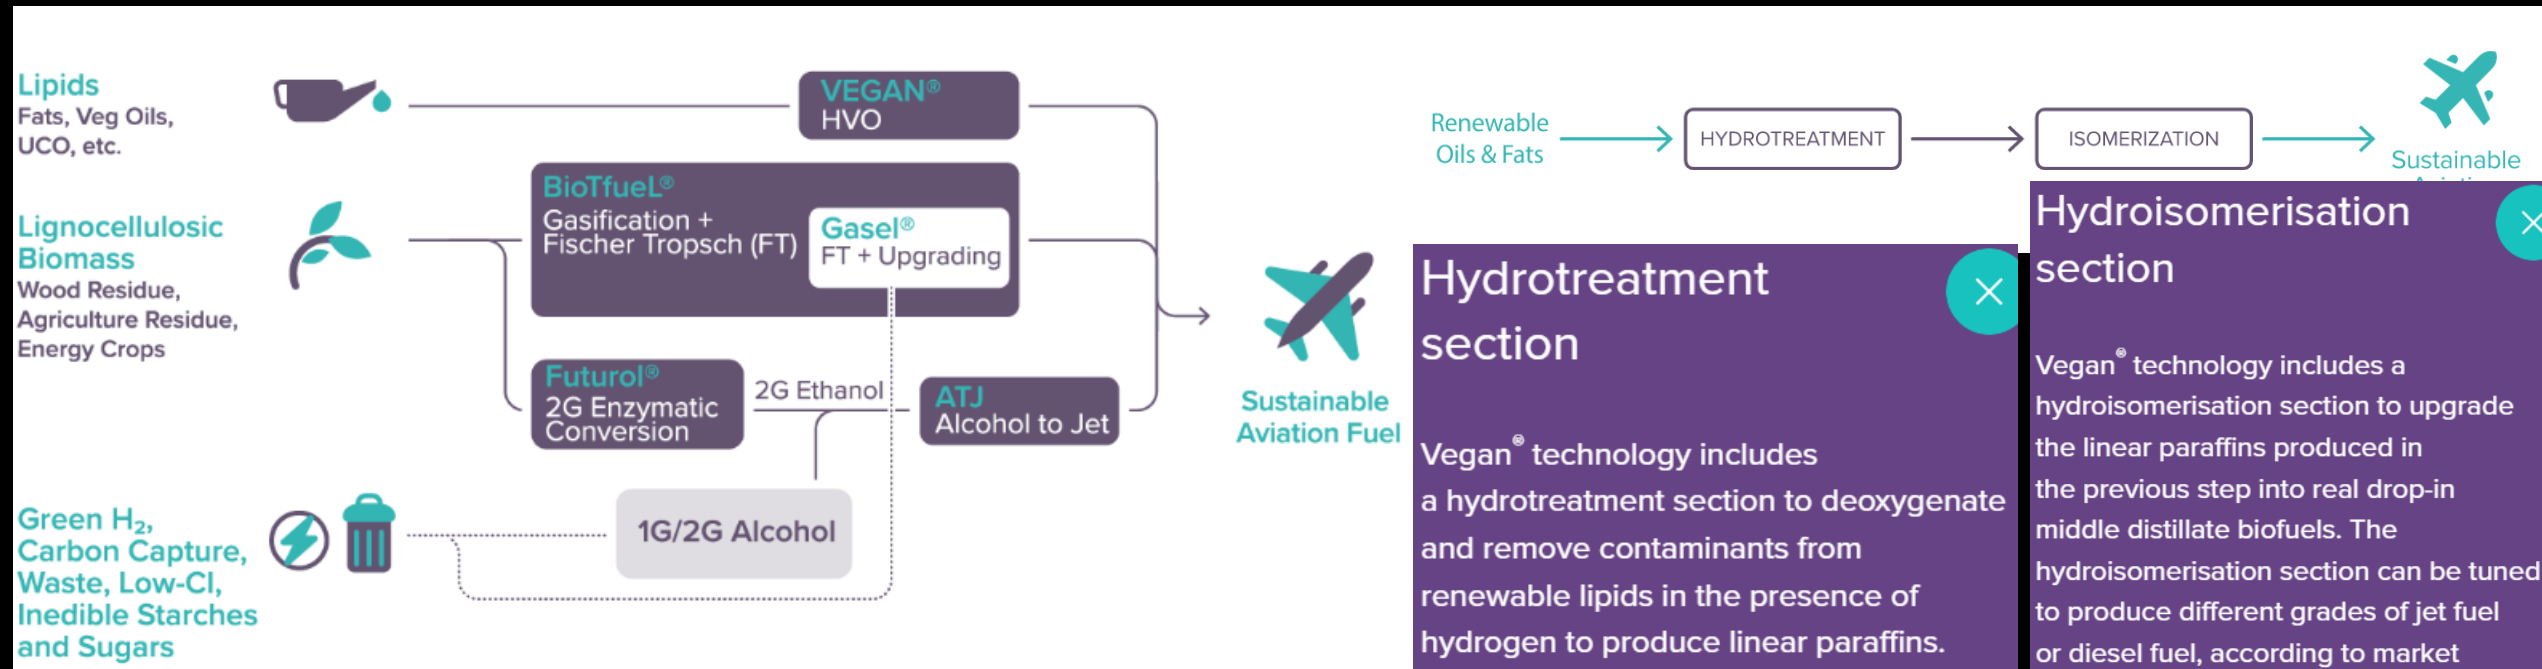 Lipids
Fats, Veg Oils,
UCO, etc.
VEGAN®
HVO
Lignocellulosic
Biomass
Wood Residue,
Agriculture Residue,
Energy Crops
BioTfueL®
Gasification +
Fischer Tropsch (FT)
Gasel®
FT + Upgrading
Futurol®
2G Enzymatic
Conversion
2G Ethanol
ATJ
Alcohol to Jet
Green H₂,
Carbon Capture,
Waste, Low-CI,
Inedible Starches
and Sugars
1G/2G Alcohol
Sustainable
Aviation Fuel
Renewable
Oils & Fats
HYDROTREATMENT
ISOMERIZATION
Sustainable
Hydrotreatment
section
Vegan® technology includes
a hydrotreatment section to deoxygenate
and remove contaminants from
renewable lipids in the presence of
hydrogen to produce linear paraffins.
Hydroisomerisation
section
Vegan® technology includes a
hydroisomerisation section to upgrade
the linear paraffins produced in
the previous step into real drop-in
middle distillate biofuels. The
hydroisomerisation section can be tuned
to produce different grades of jet fuel
or diesel fuel, according to market